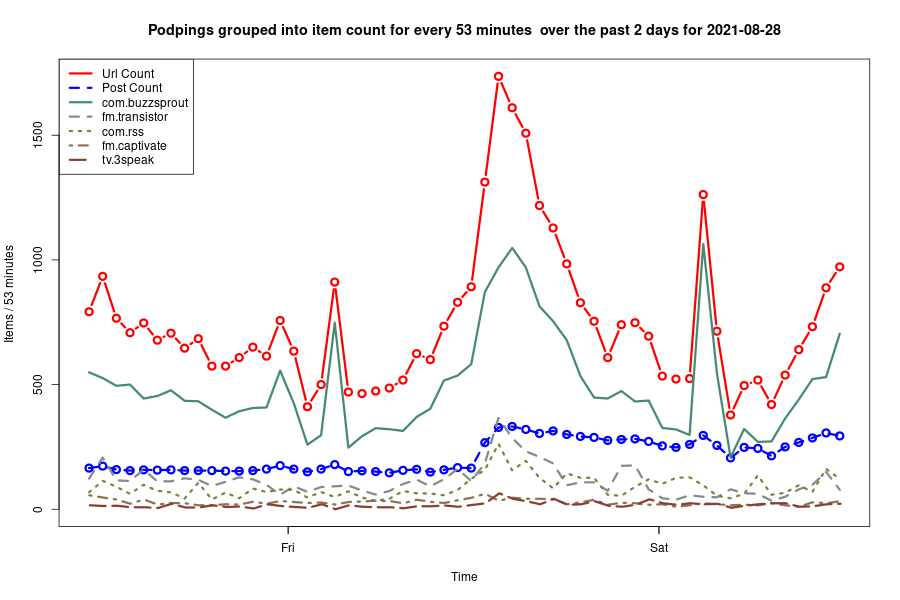 Podpings grouped into item count for every 53 minutes  over the past 2 days for 2021-08-28
Url Count
Post Count
com.buzzsprout
fm.transistor
com.rss
fm.captivate
tv.3speak
Items / 53 minutes
1500
1000
500
0
Fri
Sat
Time